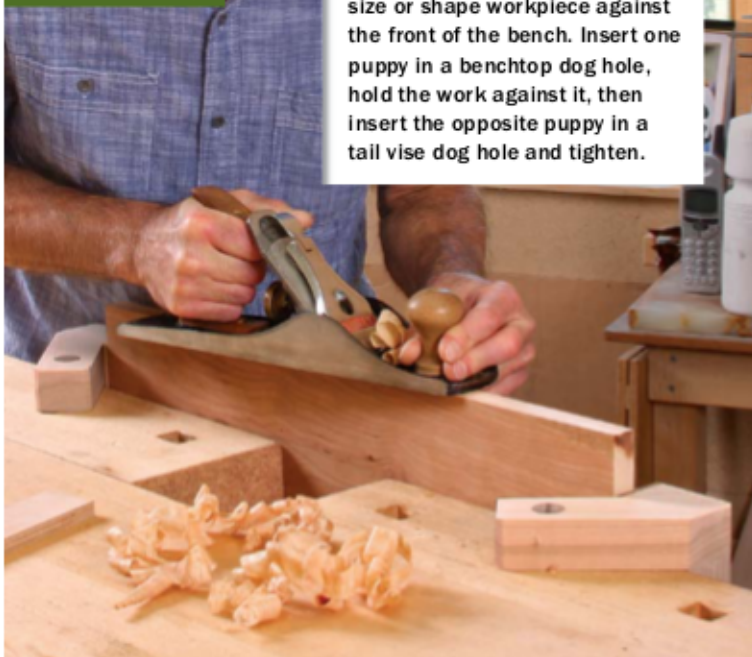 size or shape workpiece against
the front of the bench. Insert one
puppy in a benchtop dog hole,
hold the work against it, then
insert the opposite puppy in a
tail vise dog hole and tighten.